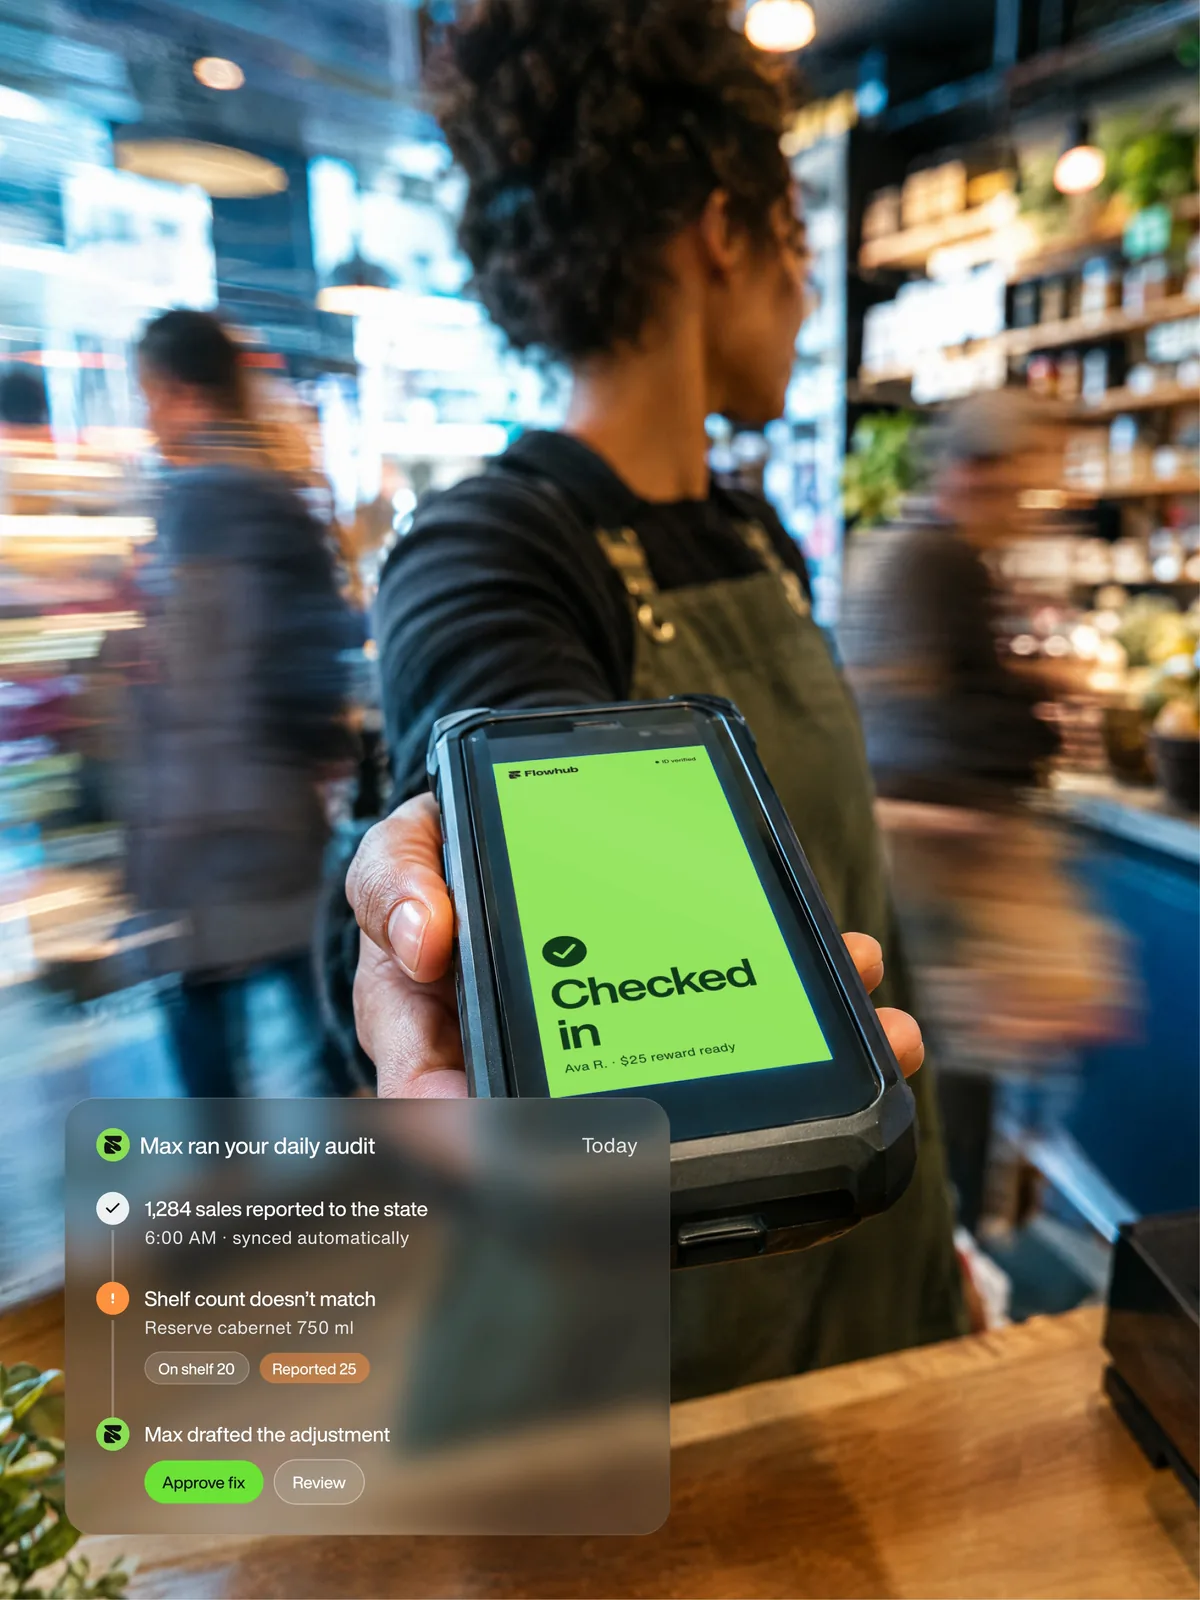 Flowhub
ID verified
Checked
in
Ava R. · $25 reward ready
Max ran your daily audit
Today
1,284 sales reported to the state
6:00 AM · synced automatically
Shelf count doesn’t match
Reserve cabernet 750 ml
On shelf 20
Reported 25
Max drafted the adjustment
Approve fix
Review